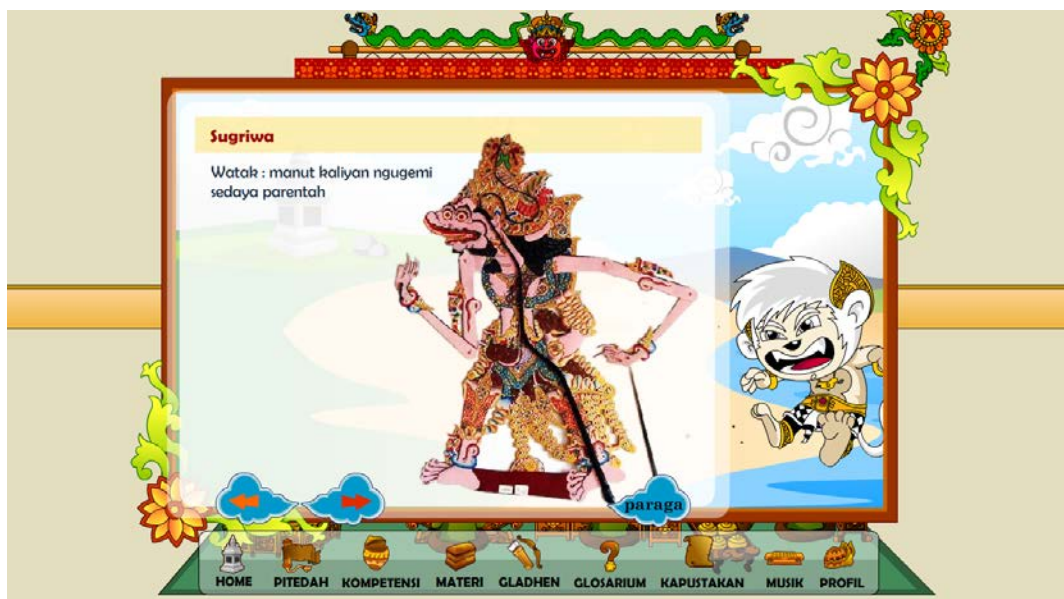 X
Sugriwa
Watak : manut kaliyan ngugemi
sedaya parentah
paraga
HOME PITEDAH KOMPETENSI MATERI GLADHEN GLOSARIUM KAPUSTAKAN MUSIK PROFIL